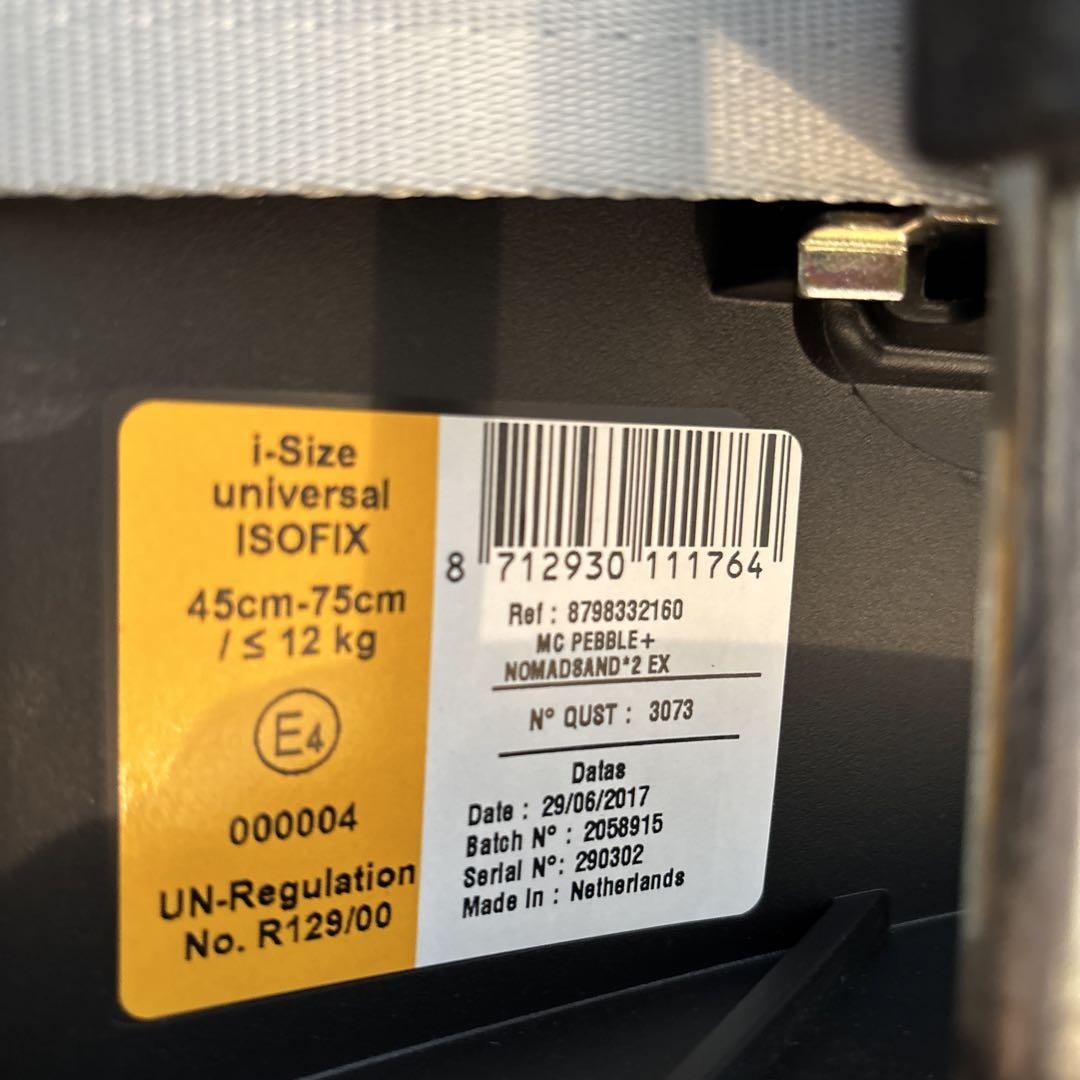 i-Size
universal
ISOFIX
45cm-75cm
/ ≤ 12 kg
E4
000004
UN-Regulation
No. R129/00
8 712930 111764
Ref : 8798332160
MC PEBBLE+
NOMADSAND*2 EX
N° QUST : 3073
Datas
Date : 29/06/2017
Batch N° : 2058915
Serial N°: 290302
Made In : Netherlands